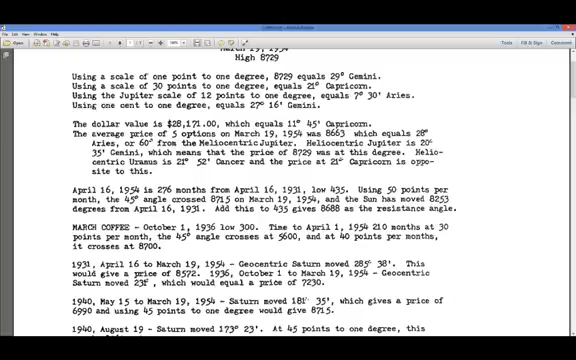 File Edit View Window Help
Open
Tools
Fill & Sign
Comment
March 19, 1954
High 8729
Using a scale of one point to one degree, 8729 equals 29° Gemini.
Using a scale of 30 points to one degree, equals 21° Capricorn.
Using the Jupiter scale of 12 points to one degree, equals 7° 30' Aries.
Using one cent to one degree, equals 27° 16' Gemini.
The dollar value is $28,171.00, which equals 11° 45' Capricorn.
The average price of 5 options on March 19, 1954 was 8663 which equals 28°
Aries, or 60° from the Heliocentric Jupiter. Heliocentric Jupiter is 20°
35' Gemini, which means that the price of 8729 was at this degree. Helio-
centric Uranus is 21° 52' Cancer and the price at 21° Capricorn is oppo-
site to this.
April 16, 1954 is 276 months from April 16, 1931, low 435. Using 50 points per
month, the 45° angle crossed 8715 on March 19, 1954, and the Sun has moved 8253
degrees from April 16, 1931. Add this to 435 gives 8688 as the resistance angle.
MARCH COFFEE - October 1, 1936 low 300. Time to April 1, 1954 210 months at 30
points per month, the 45° angle crosses at 5600, and at 40 points per months,
it crosses at 8700.
1931, April 16 to March 19, 1954 - Geocentric Saturn moved 285° 38'. This
would give a price of 8572. 1936, October 1 to March 19, 1954 - Geocentric
Saturn moved 231°, which would equal a price of 7230.
1940, May 15 to March 19, 1954 - Saturn moved 181° 35', which gives a price of
6990 and using 45 points to one degree would give 8715.
1940, August 19 - Saturn moved 173° 23'. At 45 points to one degree, this